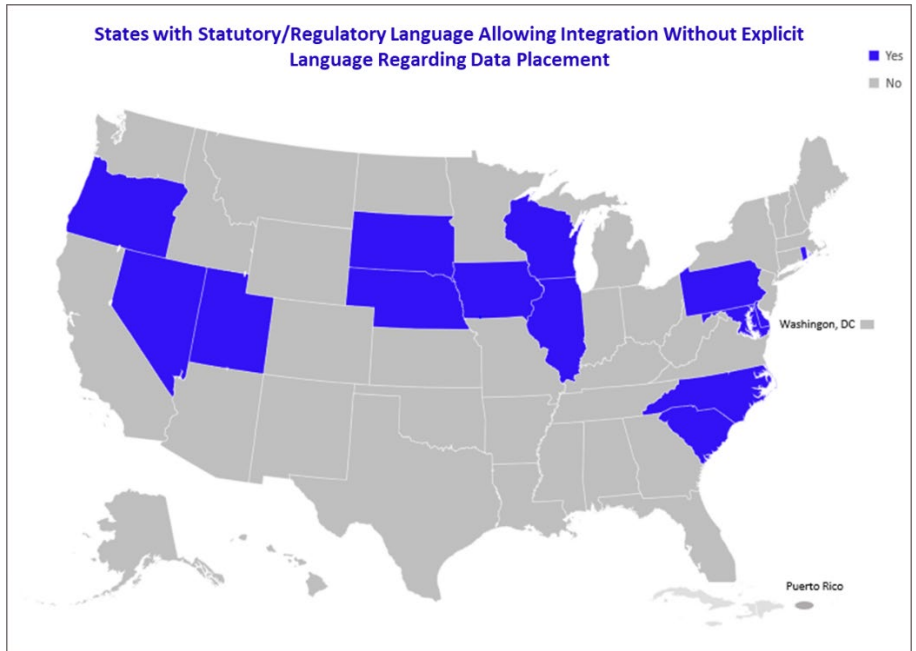 States with Statutory/Regulatory Language Allowing Integration Without Explicit
Language Regarding Data Placement
Yes
No
Washingon, DC
Puerto Rico